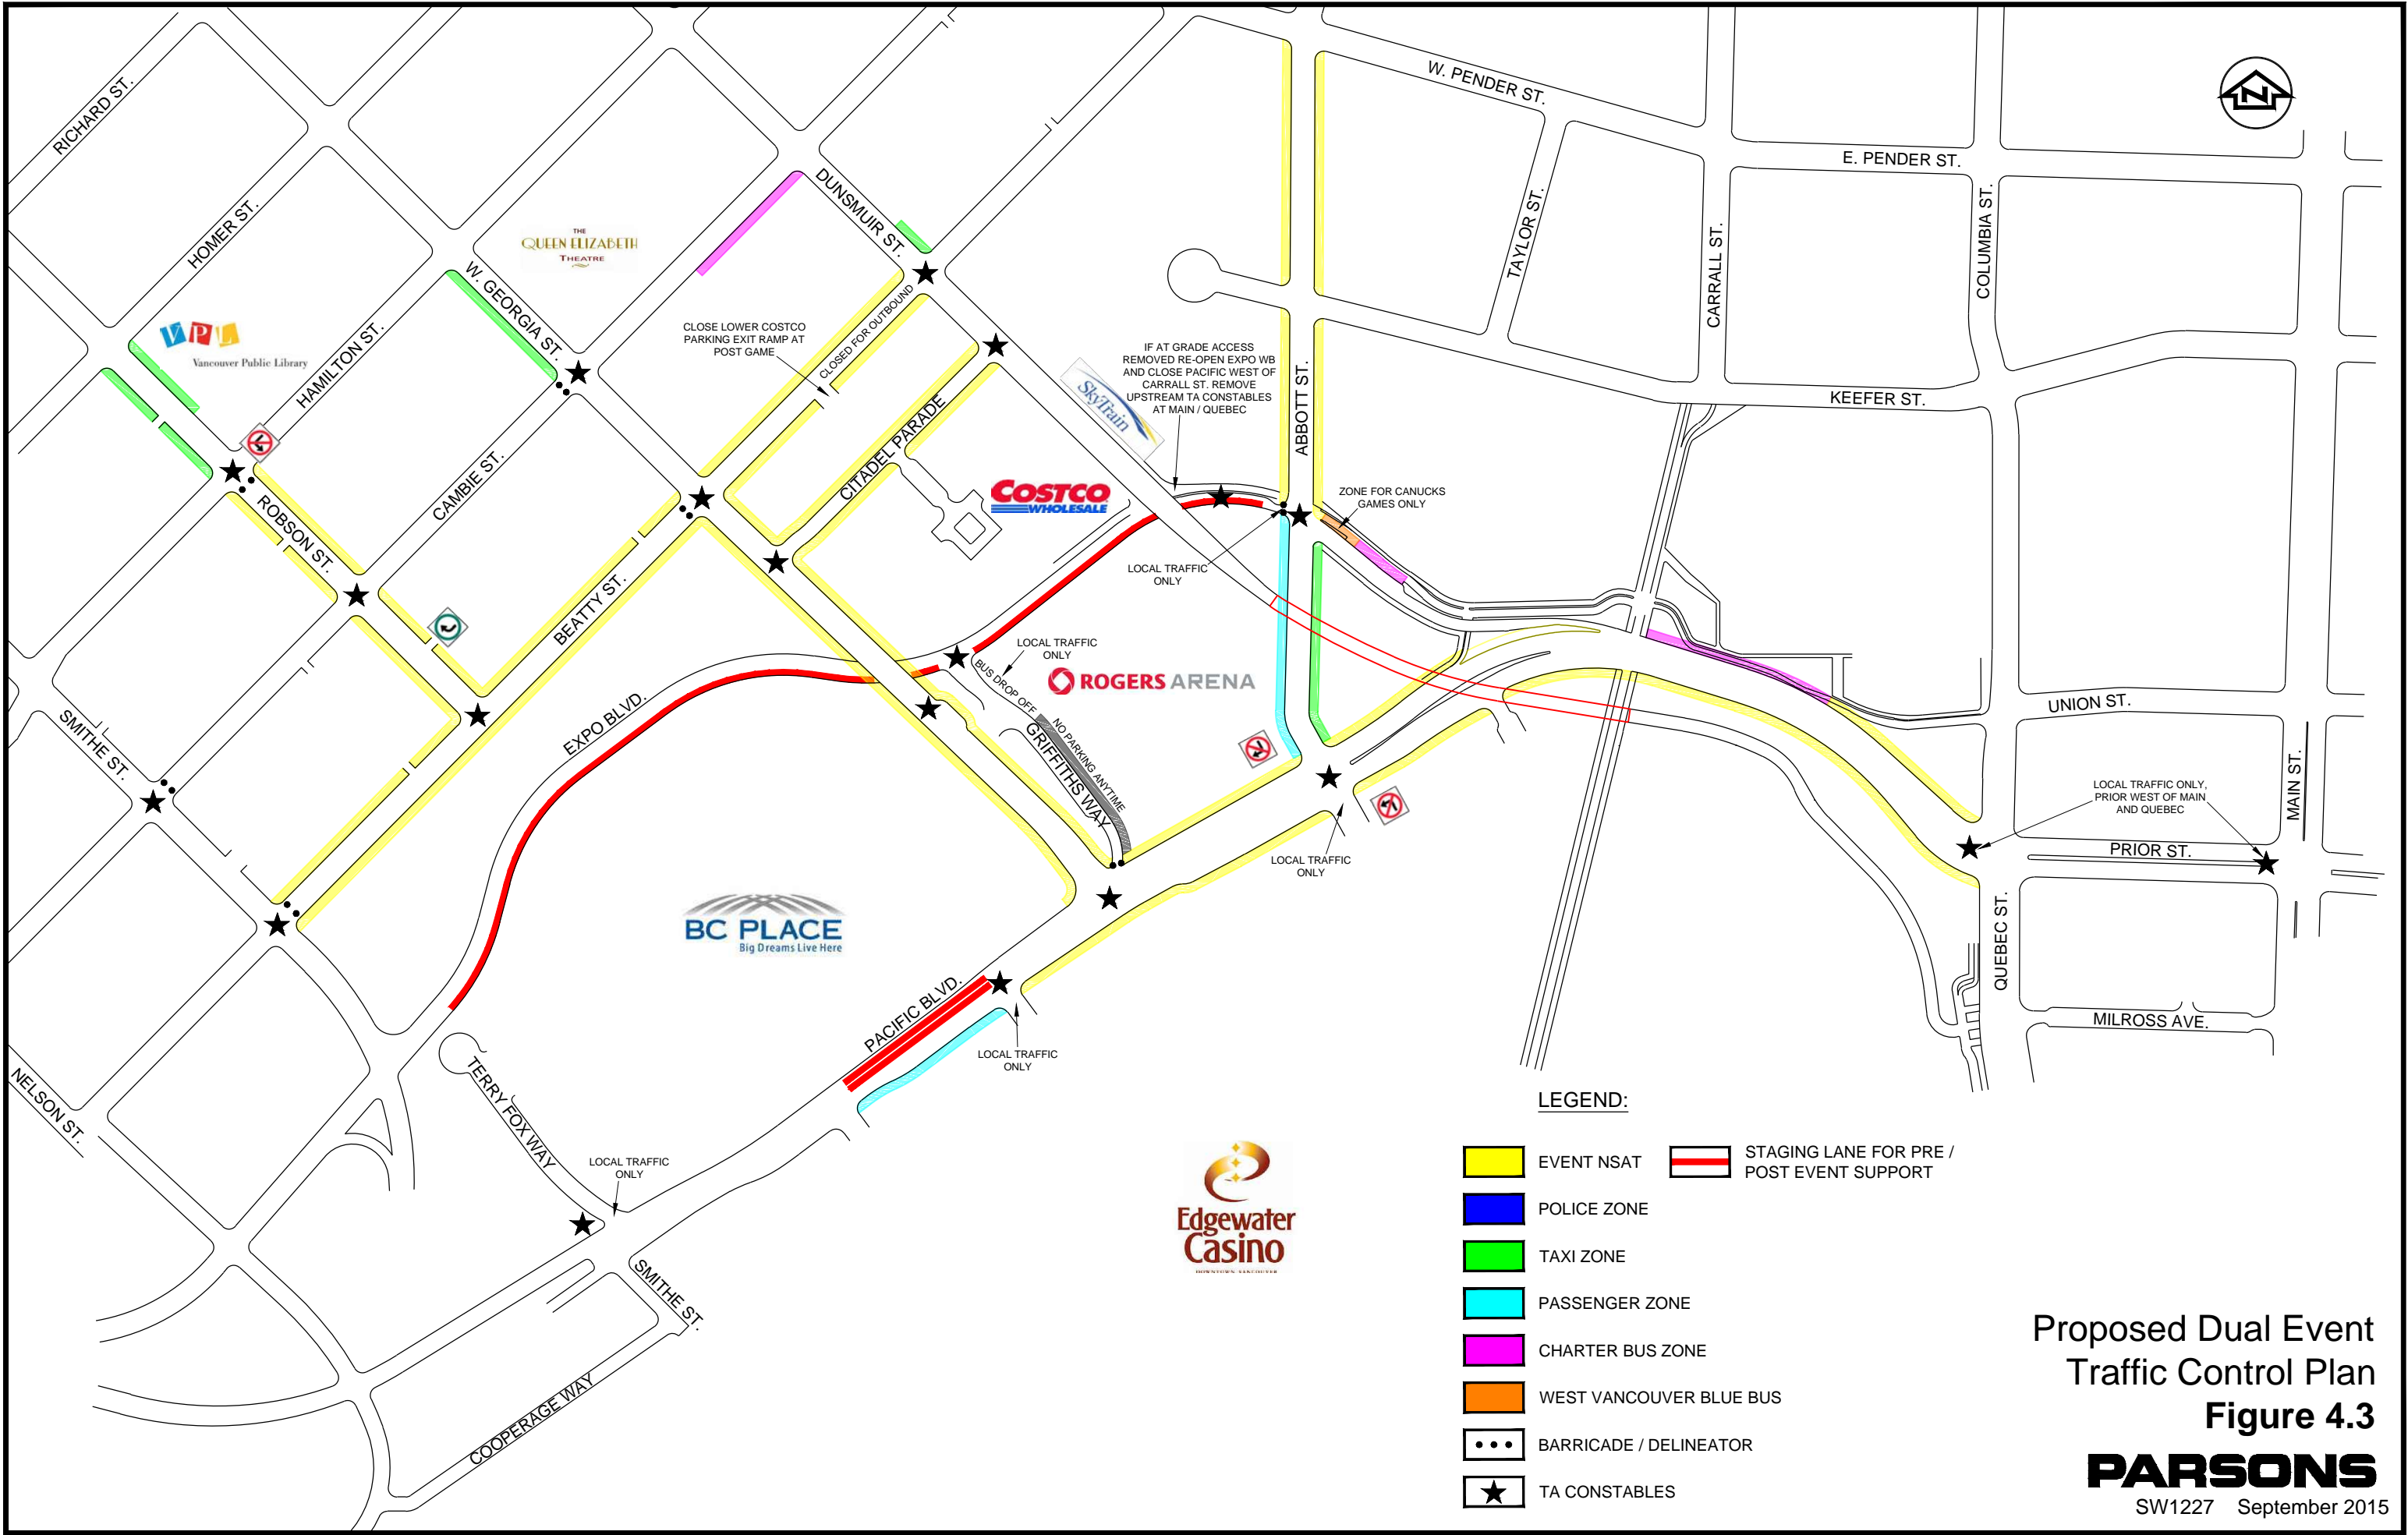 W. PENDER ST.
RICHARD ST.
E. PENDER ST.
DUNSMUIR ST.
TAYLOR ST.
COLUMBIA ST.
CARRALL ST.
HOMER ST.
THE
QUEEN ELIZABETH
THEATRE
W. GEORGIA ST.
VPL
Vancouver Public Library
HAMILTON ST.
CLOSE LOWER COSTCO
PARKING EXIT RAMP AT
POST GAME
CLOSED FOR OUTBOUND
IF AT GRADE ACCESS
REMOVED RE-OPEN EXPO WB
AND CLOSE PACIFIC WEST OF
CARRALL ST. REMOVE
UPSTREAM TA CONSTABLES
AT MAIN / QUEBEC
SkyTrain
ABBOTT ST.
KEEFER ST.
CITADEL PARADE
CAMBIE ST.
COSTCO
WHOLESALE
ZONE FOR CANUCKS
GAMES ONLY
ROBSON ST.
LOCAL TRAFFIC
ONLY
BEATTY ST.
LOCAL TRAFFIC
ONLY
BUS DROP OFF
ROGERS ARENA
UNION ST.
EXPO BLVD.
SMITHE ST.
NO PARKING ANYTIME
GRIFFITHS WAY
MAIN ST.
LOCAL TRAFFIC ONLY,
PRIOR WEST OF MAIN
AND QUEBEC
LOCAL TRAFFIC
ONLY
PRIOR ST.
BC PLACE
Big Dreams Live Here
QUEBEC ST.
PACIFIC BLVD.
MILROSS AVE.
LOCAL TRAFFIC
ONLY
NELSON ST.
TERRY FOX WAY
LOCAL TRAFFIC
ONLY
Edgewater
Casino
DOWNTOWN VANCOUVER
SMITHE ST.
COOPERAGE WAY
N
LEGEND:
EVENT NSAT
STAGING LANE FOR PRE /
POST EVENT SUPPORT
POLICE ZONE
TAXI ZONE
PASSENGER ZONE
CHARTER BUS ZONE
WEST VANCOUVER BLUE BUS
BARRICADE / DELINEATOR
TA CONSTABLES
Proposed Dual Event
Traffic Control Plan
Figure 4.3
PARSONS
SW1227 September 2015